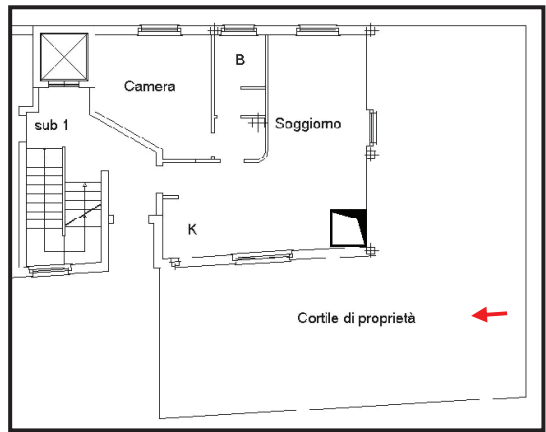 B
Camera
Soggiorno
sub 1
K
Cortile di proprietà